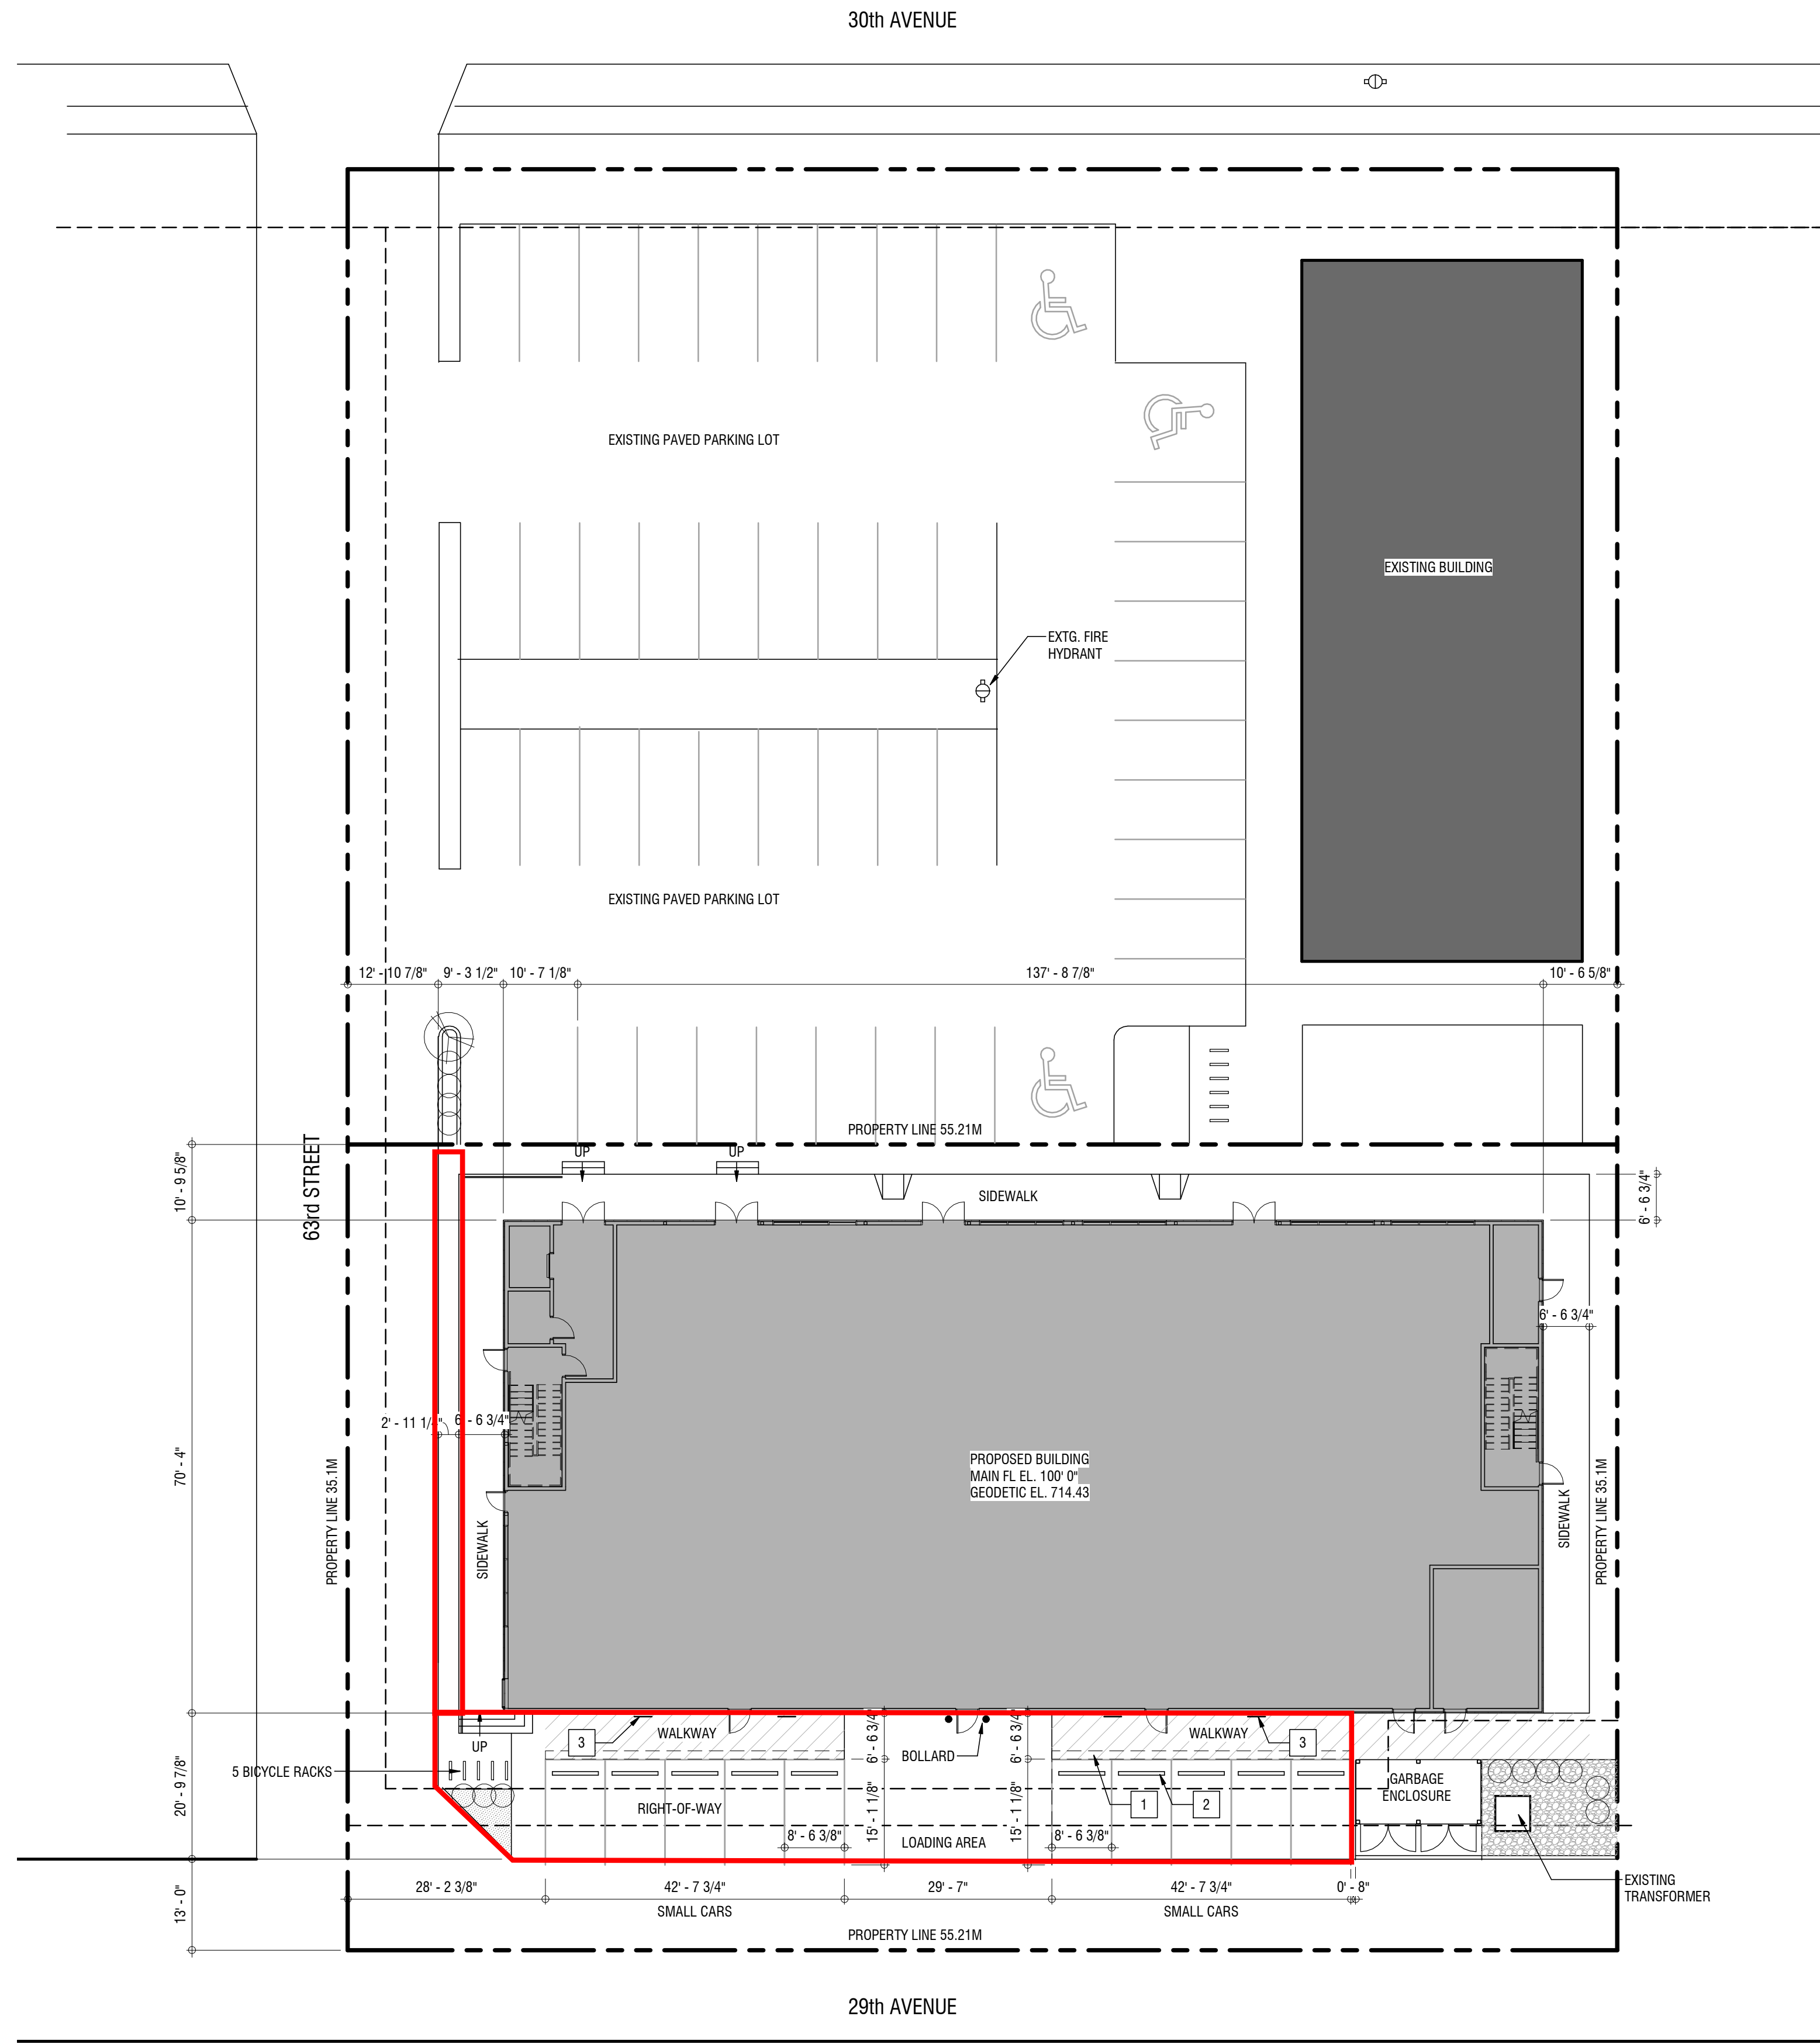 30th AVENUE
EXISTING PAVED PARKING LOT
EXISTING BUILDING
EXTG. FIRE
HYDRANT
EXISTING PAVED PARKING LOT
12' - 10 7/8"
9' - 3 1/2"
10' - 7 1/8"
137' - 8 7/8"
10' - 6 5/8"
63rd STREET
PROPERTY LINE 55.21M
UP
UP
10' - 9 5/8"
SIDEWALK
6' - 6 3/4"
6' - 6 3/4"
2' - 11 1/4"
6' - 6 3/4"
70' - 4"
PROPERTY LINE 35.1M
SIDEWALK
PROPOSED BUILDING
MAIN FL EL. 100' 0"
GEODETIC EL. 714.43
SIDEWALK
PROPERTY LINE 35.1M
UP
3
WALKWAY
6' - 6 3/4"
BOLLARD
6' - 6 3/4"
WALKWAY
3
5 BICYCLE RACKS
20' - 9 7/8"
RIGHT-OF-WAY
8' - 6 3/8"
15' - 1 1/8"
LOADING AREA
15' - 1 1/8"
8' - 6 3/8"
1
2
GARBAGE
ENCLOSURE
EXISTING
TRANSFORMER
13' - 0"
28' - 2 3/8"
42' - 7 3/4"
29' - 7"
42' - 7 3/4"
0' - 8"
SMALL CARS
SMALL CARS
PROPERTY LINE 55.21M
29th AVENUE